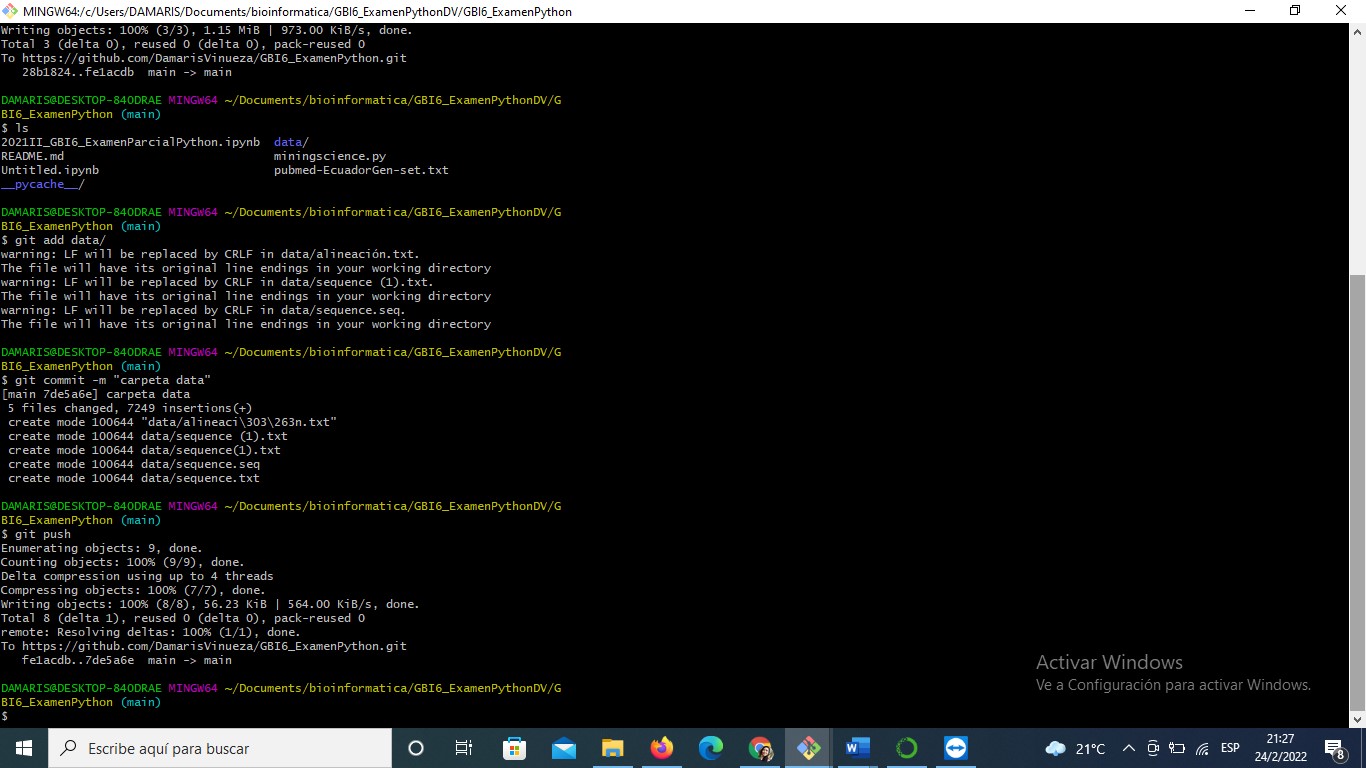 MINGW64:/c/Users/DAMARIS/Documents/bioinformatica/GBI6_ExamenPythonDV/GBI6_ExamenPython
Writing objects: 100% (3/3), 1.15 MiB | 973.00 KiB/s, done.
Total 3 (delta 0), reused 0 (delta 0), pack-reused 0
To https://github.com/DamarisVinueza/GBI6_ExamenPython.git
   28b1824..fe1acdb  main -> main
DAMARIS@DESKTOP-84ODRAE MINGW64 ~/Documents/bioinformatica/GBI6_ExamenPythonDV/G
BI6_ExamenPython (main)
$ ls
2021II_GBI6_ExamenParcialPython.ipynb  data/
README.md                              miningscience.py
Untitled.ipynb                         pubmed-EcuadorGen-set.txt
__pycache__/
DAMARIS@DESKTOP-84ODRAE MINGW64 ~/Documents/bioinformatica/GBI6_ExamenPythonDV/G
BI6_ExamenPython (main)
$ git add data/
warning: LF will be replaced by CRLF in data/alineación.txt.
The file will have its original line endings in your working directory
warning: LF will be replaced by CRLF in data/sequence (1).txt.
The file will have its original line endings in your working directory
warning: LF will be replaced by CRLF in data/sequence.seq.
The file will have its original line endings in your working directory
DAMARIS@DESKTOP-84ODRAE MINGW64 ~/Documents/bioinformatica/GBI6_ExamenPythonDV/G
BI6_ExamenPython (main)
$ git commit -m "carpeta data"
[main 7de5a6e] carpeta data
 5 files changed, 7249 insertions(+)
 create mode 100644 "data/alineaci\303\263n.txt"
 create mode 100644 data/sequence (1).txt
 create mode 100644 data/sequence(1).txt
 create mode 100644 data/sequence.seq
 create mode 100644 data/sequence.txt
DAMARIS@DESKTOP-84ODRAE MINGW64 ~/Documents/bioinformatica/GBI6_ExamenPythonDV/G
BI6_ExamenPython (main)
$ git push
Enumerating objects: 9, done.
Counting objects: 100% (9/9), done.
Delta compression using up to 4 threads
Compressing objects: 100% (7/7), done.
Writing objects: 100% (8/8), 56.23 KiB | 564.00 KiB/s, done.
Total 8 (delta 1), reused 0 (delta 0), pack-reused 0
remote: Resolving deltas: 100% (1/1), done.
To https://github.com/DamarisVinueza/GBI6_ExamenPython.git
   fe1acdb..7de5a6e  main -> main
DAMARIS@DESKTOP-84ODRAE MINGW64 ~/Documents/bioinformatica/GBI6_ExamenPythonDV/G
BI6_ExamenPython (main)
$
Activar Windows
Ve a Configuración para activar Windows.
Escribe aquí para buscar
21°C
ESP
21:27
24/2/2022
8